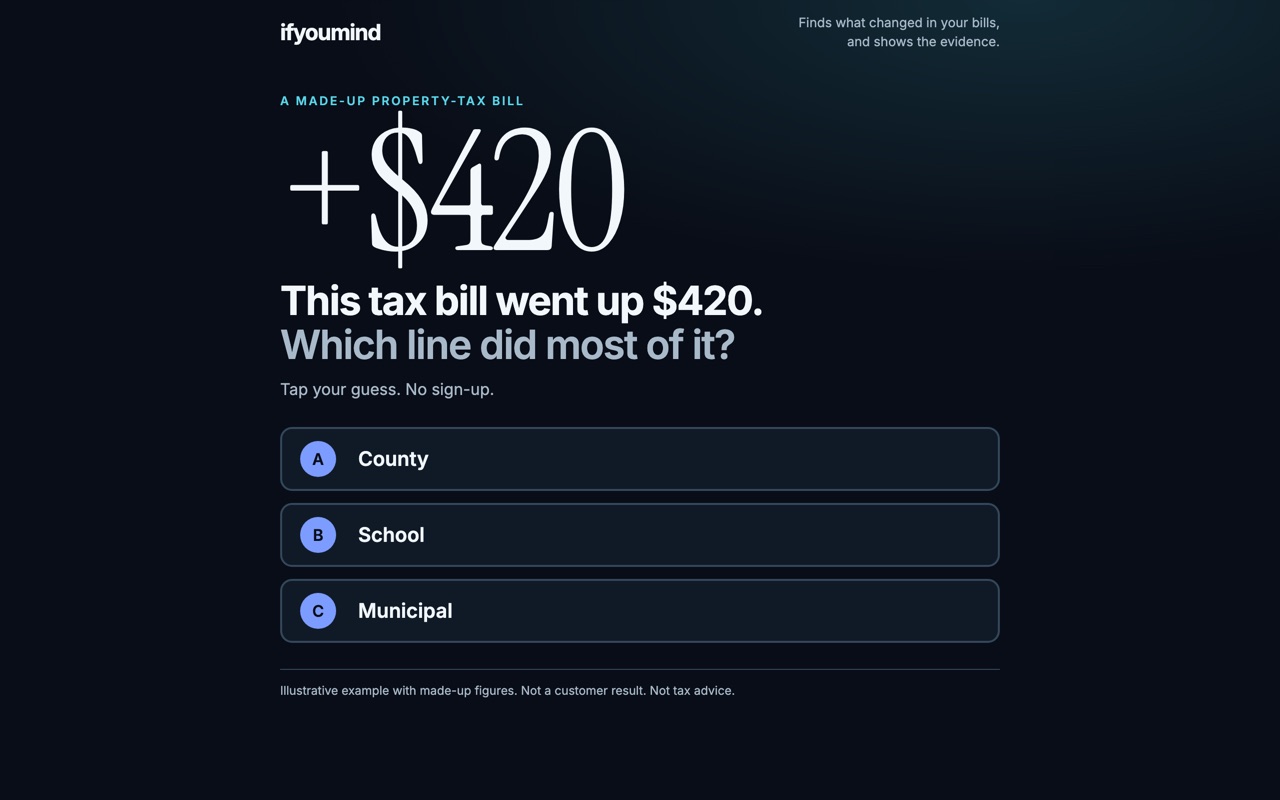 ifyoumind
Finds what changed in your bills,
and shows the evidence.
A MADE-UP PROPERTY-TAX BILL
+$420
This tax bill went up $420.
Which line did most of it?
Tap your guess. No sign-up.
A County
B School
C Municipal
Illustrative example with made-up figures. Not a customer result. Not tax advice.